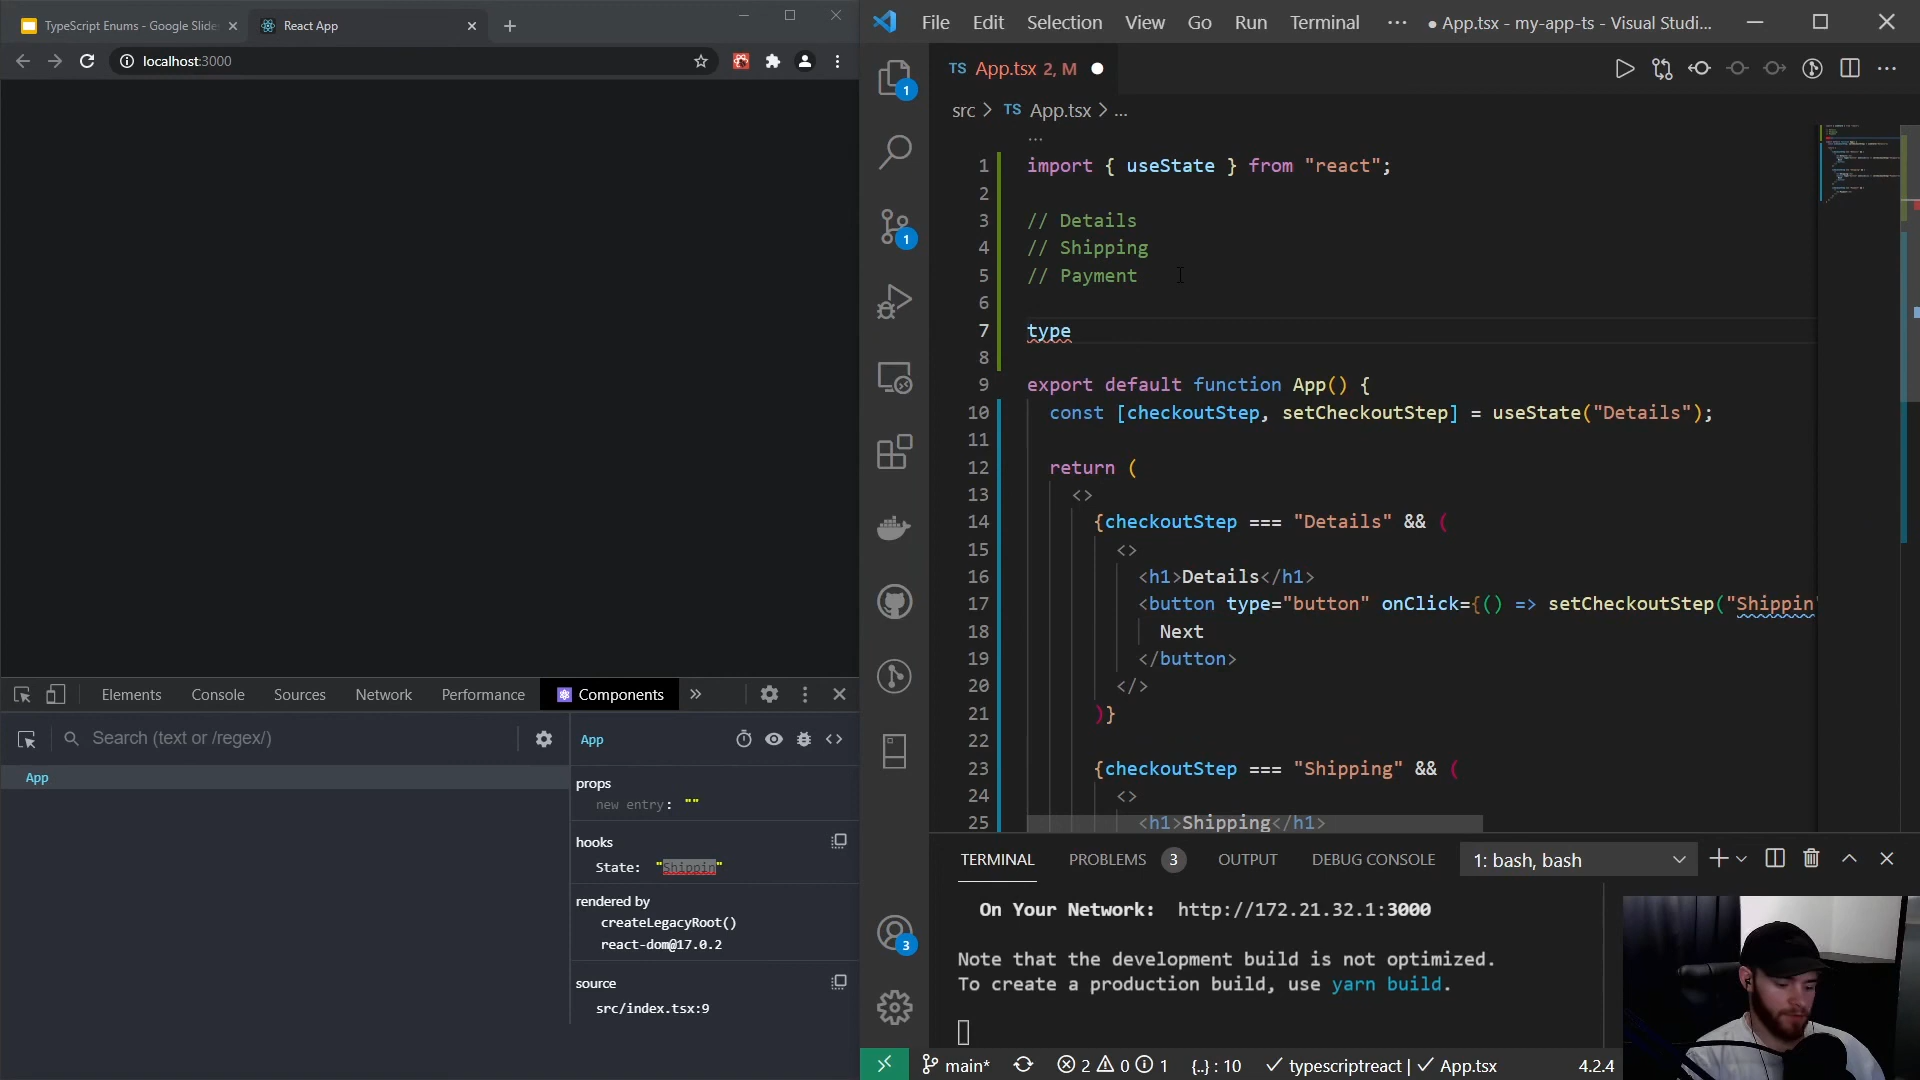 TypeScript Enums - Google Slide
React App
localhost:3000
Elements
Console
Sources
Network
Performance
Components
Search (text or /regex/)
App
App
props
new entry: ""
hooks
State: "Shippin"
rendered by
createLegacyRoot()
react-dom@17.0.2
source
src/index.tsx:9
File Edit Selection View Go Run Terminal ··· ● App.tsx - my-app-ts - Visual Studi...
TS App.tsx 2, M
src > TS App.tsx > ...
1 import { useState } from "react";
2
3 // Details
4 // Shipping
5 // Payment
6
7 type
8
9 export default function App() {
10 const [checkoutStep, setCheckoutStep] = useState("Details");
11
12 return (
13 <>
14 {checkoutStep === "Details" && (
15 <>
16 <h1>Details</h1>
17 <button type="button" onClick={() => setCheckoutStep("Shippin"
18 Next
19 </button>
20 </>
21 )}
22
23 {checkoutStep === "Shipping" && (
24 <>
25 <h1>Shipping</h1>
1
1
3
TERMINAL PROBLEMS 3 OUTPUT DEBUG CONSOLE 1: bash, bash
On Your Network: http://172.21.32.1:3000
Note that the development build is not optimized.
To create a production build, use yarn build.
main* 2 0 1 {..} : 10 typescriptreact | App.tsx 4.2.4